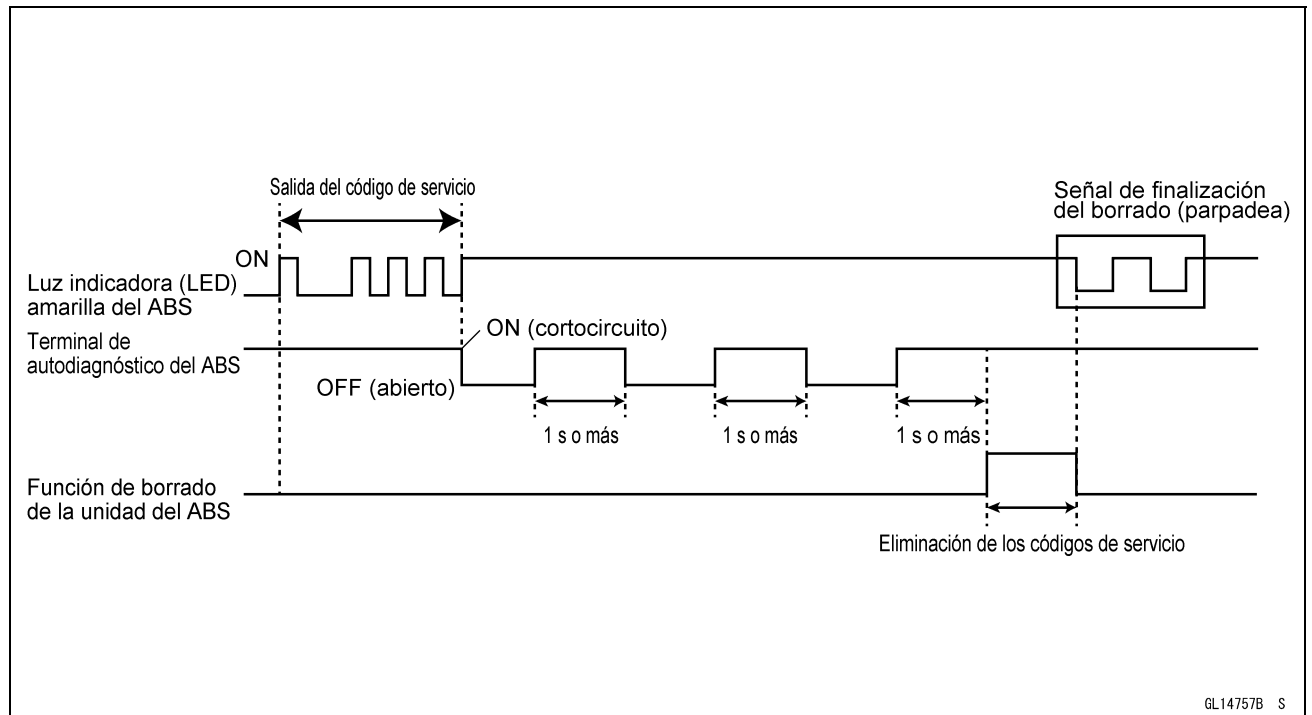 Salida del código de servicio
Señal de finalización
del borrado (parpadea)
ON
Luz indicadora (LED)
amarilla del ABS
Terminal de
autodiagnóstico del ABS
ON (cortocircuito)
OFF (abierto)
1 s o más
1 s o más
1 s o más
Función de borrado
de la unidad del ABS
Eliminación de los códigos de servicio
GL14757B S